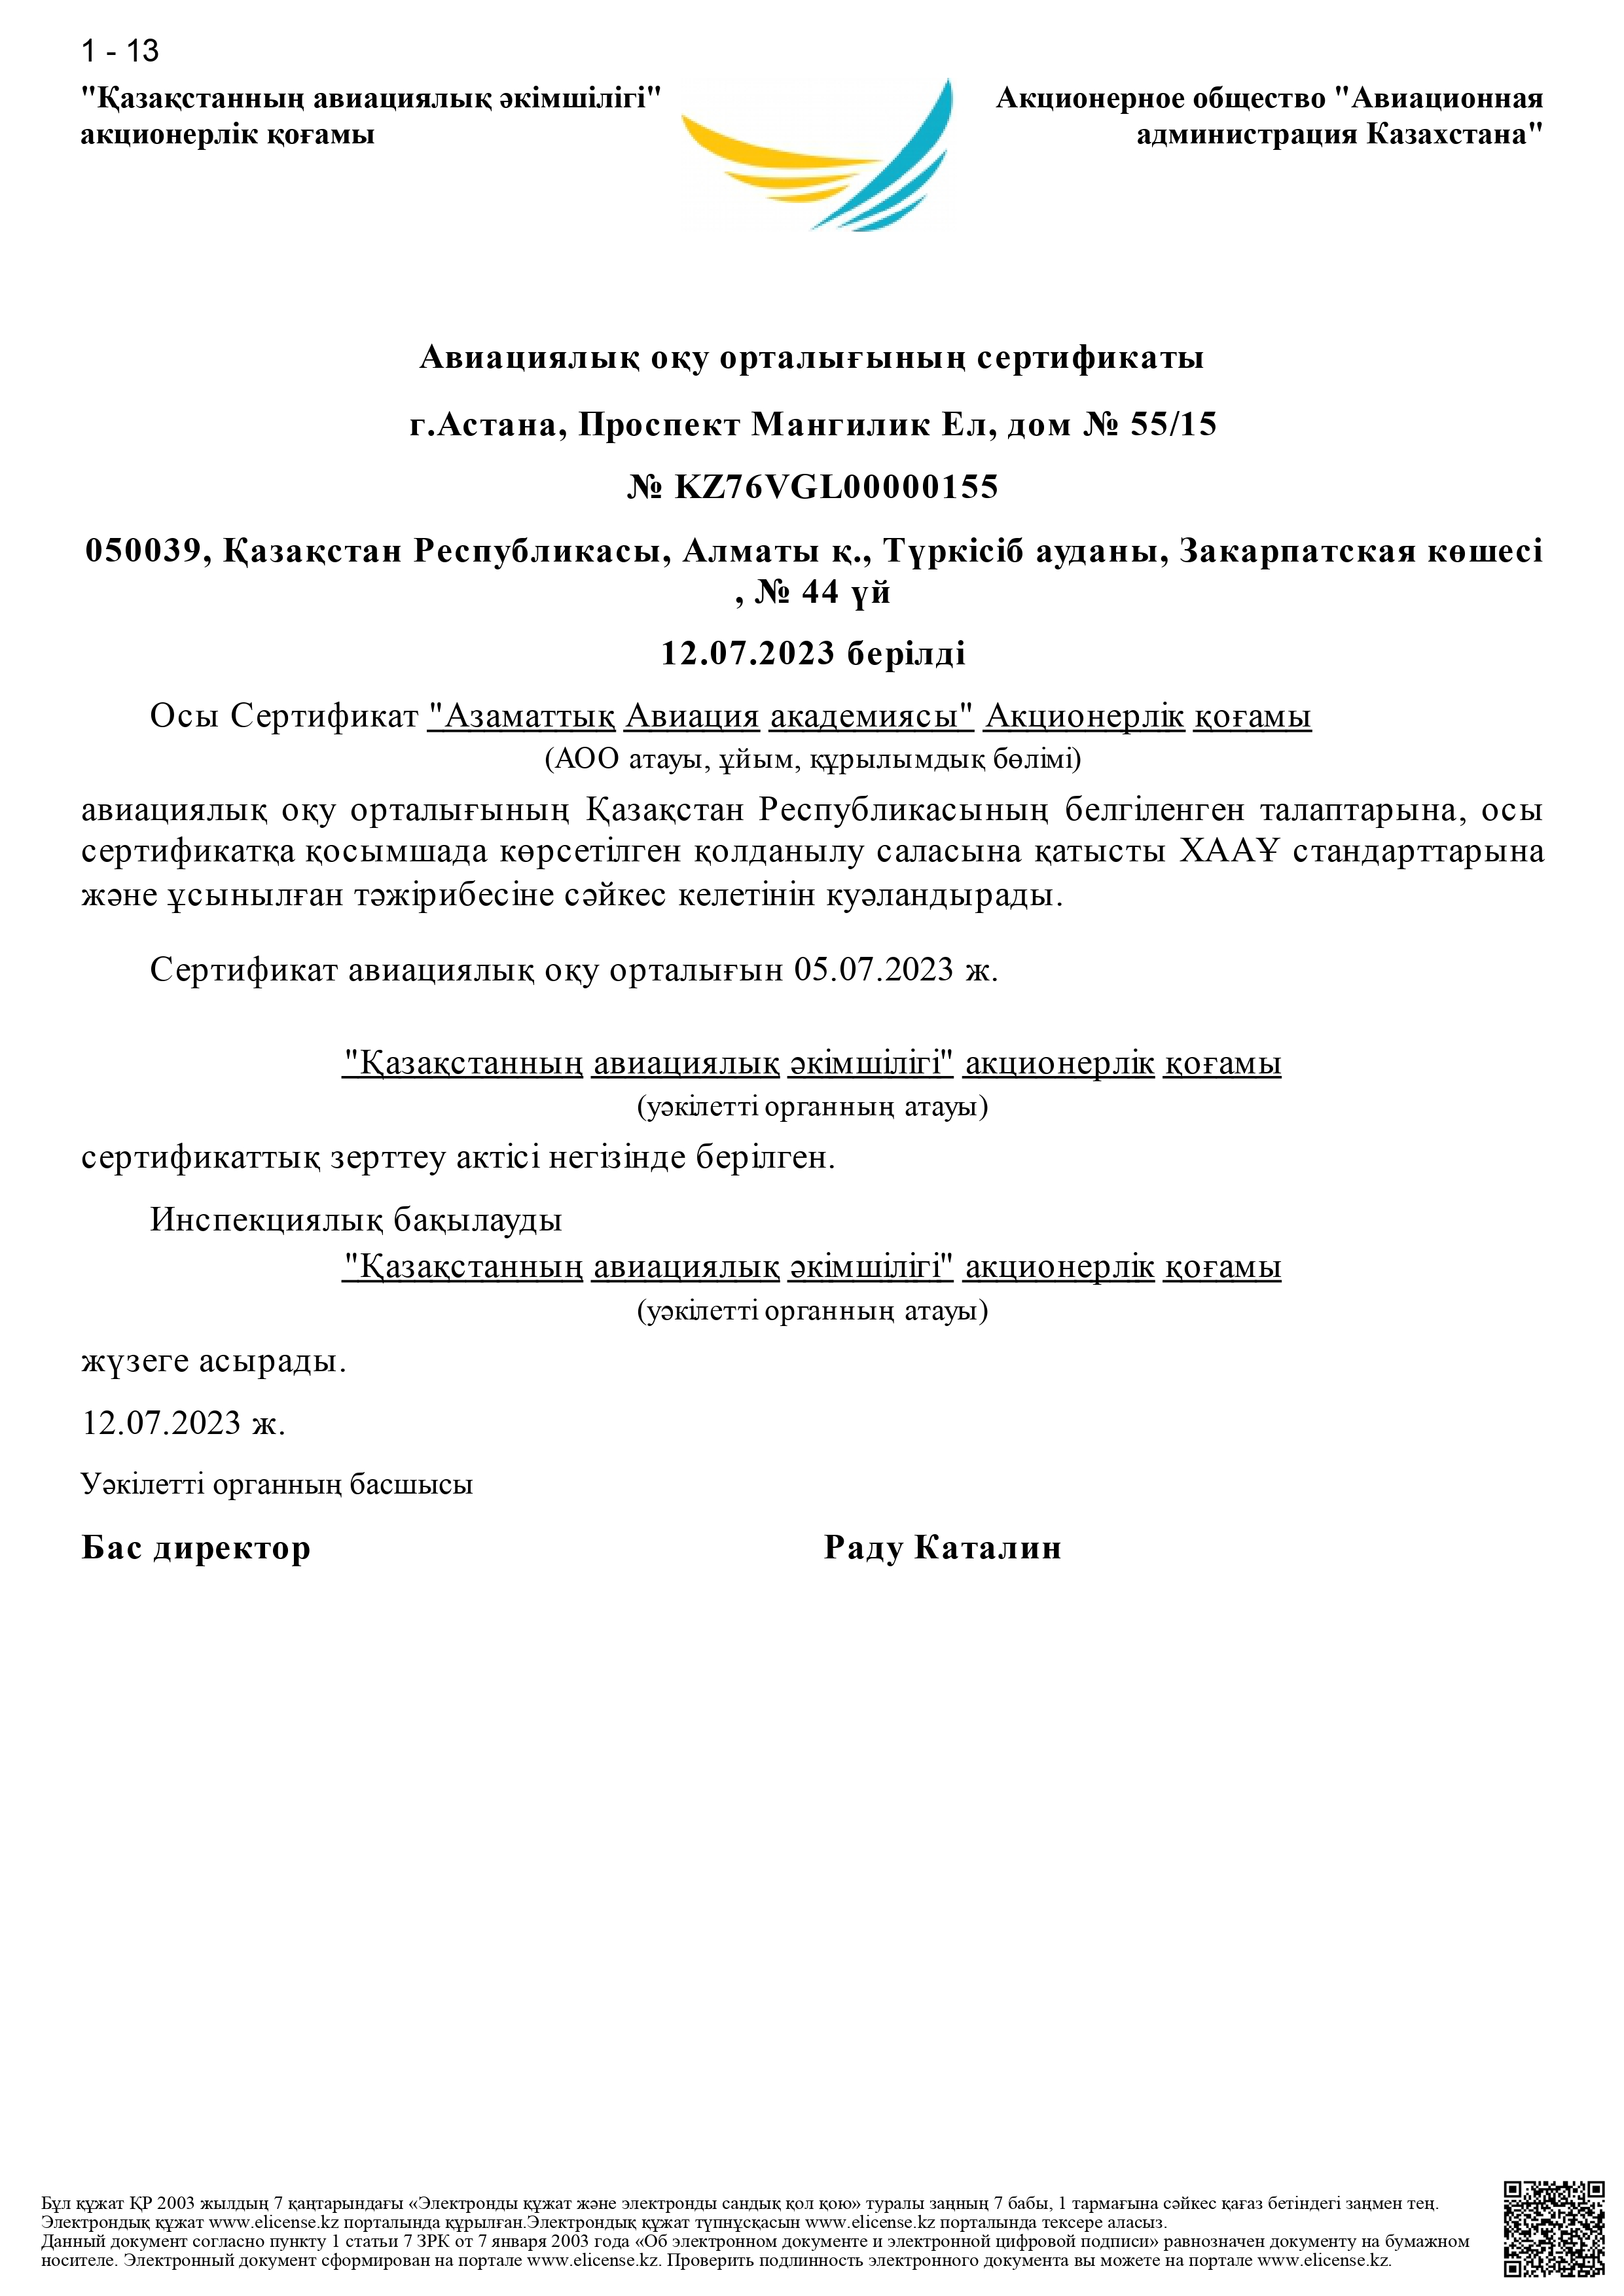 1 - 13
"Қазақстанның авиациялық әкімшілігі"
акционерлік қоғамы
Акционерное общество "Авиационная
администрация Казахстана"
Авиациялық оқу орталығының сертификаты
г.Астана, Проспект Мангилик Ел, дом № 55/15
№ KZ76VGL00000155
050039, Қазақстан Республикасы, Алматы қ., Түркісіб ауданы, Закарпатская көшесі
, № 44 үй
12.07.2023 берілді
Осы Сертификат "Азаматтық Авиация академиясы" Акционерлік қоғамы
(АОО атауы, ұйым, құрылымдық бөлімі)
авиациялық оқу орталығының Қазақстан Республикасының белгіленген талаптарына, осы
сертификатқа қосымшада көрсетілген қолданылу саласына қатысты ХААҰ стандарттарына
және ұсынылған тәжірибесіне сәйкес келетінін куәландырады.
Сертификат авиациялық оқу орталығын 05.07.2023 ж.
"Қазақстанның авиациялық әкімшілігі" акционерлік қоғамы
(уәкілетті органның атауы)
сертификаттық зерттеу актісі негізінде берілген.
Инспекциялық бақылауды
"Қазақстанның авиациялық әкімшілігі" акционерлік қоғамы
(уәкілетті органның атауы)
жүзеге асырады.
12.07.2023 ж.
Уәкілетті органның басшысы
Бас директор Раду Каталин
Бұл құжат ҚР 2003 жылдың 7 қаңтарындағы «Электронды құжат және электронды сандық қол қою» туралы заңның 7 бабы, 1 тармағына сәйкес қағаз бетіндегі заңмен тең.
Электрондық құжат www.elicense.kz порталында құрылған.Электрондық құжат түпнұсқасын www.elicense.kz порталында тексере аласыз.
Данный документ согласно пункту 1 статьи 7 ЗРК от 7 января 2003 года «Об электронном документе и электронной цифровой подписи» равнозначен документу на бумажном
носителе. Электронный документ сформирован на портале www.elicense.kz. Проверить подлинность электронного документа вы можете на портале www.elicense.kz.